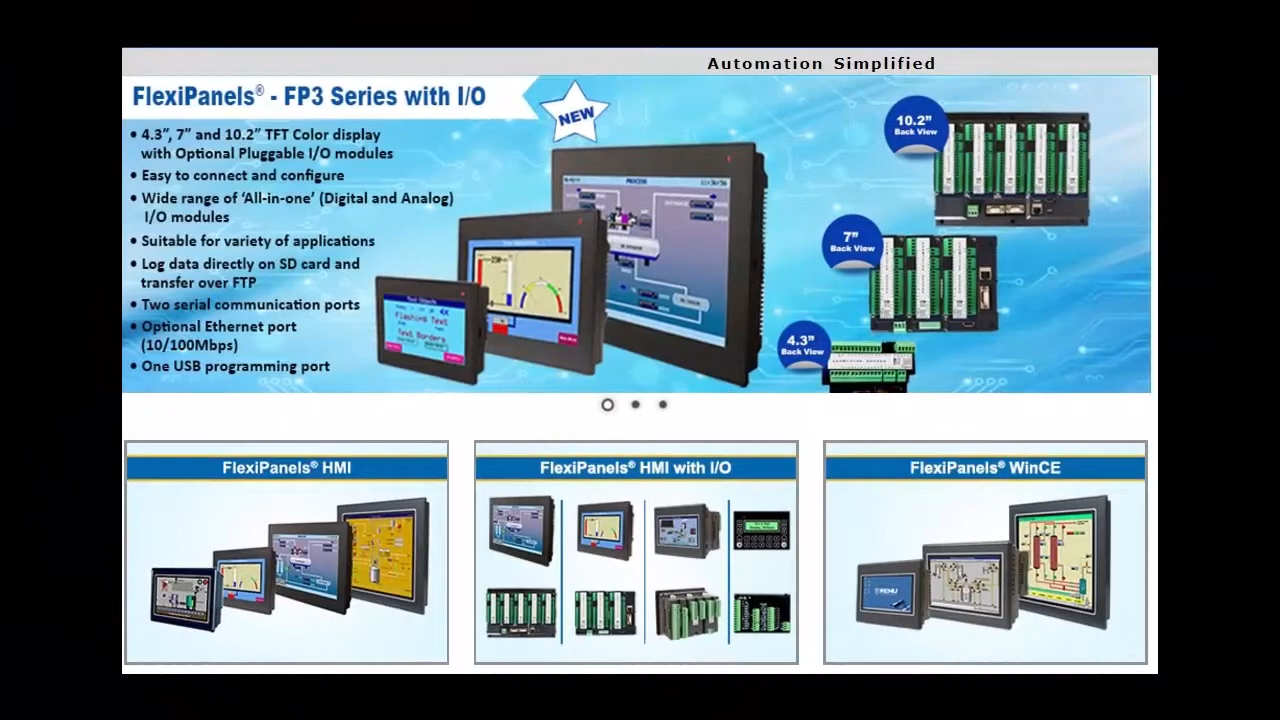 Automation Simplified
FlexiPanels® - FP3 Series with I/O
NEW
• 4.3”, 7” and 10.2” TFT Color display
with Optional Pluggable I/O modules
• Easy to connect and configure
• Wide range of ‘All-in-one’ (Digital and Analog)
I/O modules
• Suitable for variety of applications
• Log data directly on SD card and
transfer over FTP
• Two serial communication ports
• Optional Ethernet port
(10/100Mbps)
• One USB programming port
10.2”
Back View
7”
Back View
4.3”
Back View
PROCESS
Text Objects
4X
Flashing Text
Text Borders
FlexiPanels® HMI
FlexiPanels® HMI with I/O
FlexiPanels® WinCE